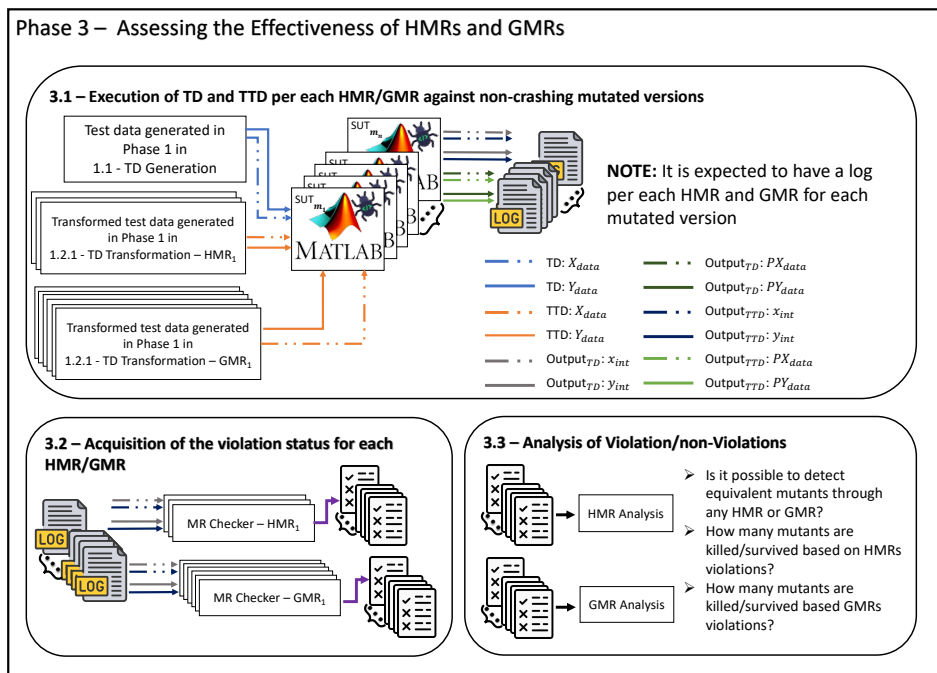 Phase 3 – Assessing the Effectiveness of HMRs and GMRs
3.1 – Execution of TD and TTD per each HMR/GMR against non-crashing mutated versions
Test data generated in
Phase 1 in
1.1 - TD Generation
Transformed test data generated
in Phase 1 in
1.2.1 - TD Transformation – HMR₁
Transformed test data generated
in Phase 1 in
1.2.1 - TD Transformation – GMR₁
SUT mₙ
AB
AB
SUT m₁
MATLAB
LOG
LOG
NOTE: It is expected to have a log
per each HMR and GMR for each
mutated version
TD: X_data
TD: Y_data
TTD: X_data
TTD: Y_data
Output_TD: x_int
Output_TD: y_int
Output_TD: PX_data
Output_TD: PY_data
Output_TTD: x_int
Output_TTD: y_int
Output_TTD: PX_data
Output_TTD: PY_data
3.2 – Acquisition of the violation status for each
HMR/GMR
LOG
LOG
MR Checker – HMR₁
MR Checker – GMR₁
3.3 – Analysis of Violation/non-Violations
HMR Analysis
GMR Analysis
➢ Is it possible to detect
equivalent mutants through
any HMR or GMR?
➢ How many mutants are
killed/survived based on HMRs
violations?
➢ How many mutants are
killed/survived based GMRs
violations?